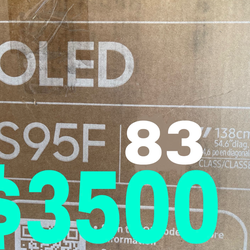 OLED
S95F 83" 138cm
54.6" diag.
CLASS/CLASSE
$3500